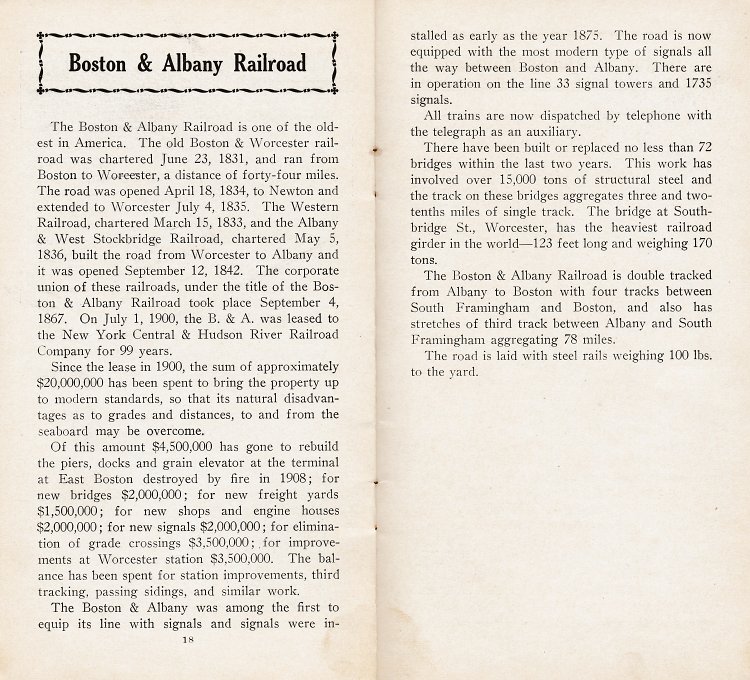 Boston & Albany Railroad
The Boston & Albany Railroad is one of the old-
est in America. The old Boston & Worcester rail-
road was chartered June 23, 1831, and ran from
Boston to Worcester, a distance of forty-four miles.
The road was opened April 18, 1834, to Newton and
extended to Worcester July 4, 1835. The Western
Railroad, chartered March 15, 1833, and the Albany
& West Stockbridge Railroad, chartered May 5,
1836, built the road from Worcester to Albany and
it was opened September 12, 1842. The corporate
union of these railroads, under the title of the Bos-
ton & Albany Railroad took place September 4,
1867. On July 1, 1900, the B. & A. was leased to
the New York Central & Hudson River Railroad
Company for 99 years.
Since the lease in 1900, the sum of approximately
$20,000,000 has been spent to bring the property up
to modern standards, so that its natural disadvan-
tages as to grades and distances, to and from the
seaboard may be overcome.
Of this amount $4,500,000 has gone to rebuild
the piers, docks and grain elevator at the terminal
at East Boston destroyed by fire in 1908; for
new bridges $2,000,000; for new freight yards
$1,500,000; for new shops and engine houses
$2,000,000; for new signals $2,000,000; for elimina-
tion of grade crossings $3,500,000; for improve-
ments at Worcester station $3,500,000. The bal-
ance has been spent for station improvements, third
tracking, passing sidings, and similar work.
The Boston & Albany was among the first to
equip its line with signals and signals were in-
18
stalled as early as the year 1875. The road is now
equipped with the most modern type of signals all
the way between Boston and Albany. There are
in operation on the line 33 signal towers and 1735
signals.
All trains are now dispatched by telephone with
the telegraph as an auxiliary.
There have been built or replaced no less than 72
bridges within the last two years. This work has
involved over 15,000 tons of structural steel and
the track on these bridges aggregates three and two-
tenths miles of single track. The bridge at South-
bridge St., Worcester, has the heaviest railroad
girder in the world—123 feet long and weighing 170
tons.
The Boston & Albany Railroad is double tracked
from Albany to Boston with four tracks between
South Framingham and Boston, and also has
stretches of third track between Albany and South
Framingham aggregating 78 miles.
The road is laid with steel rails weighing 100 lbs.
to the yard.